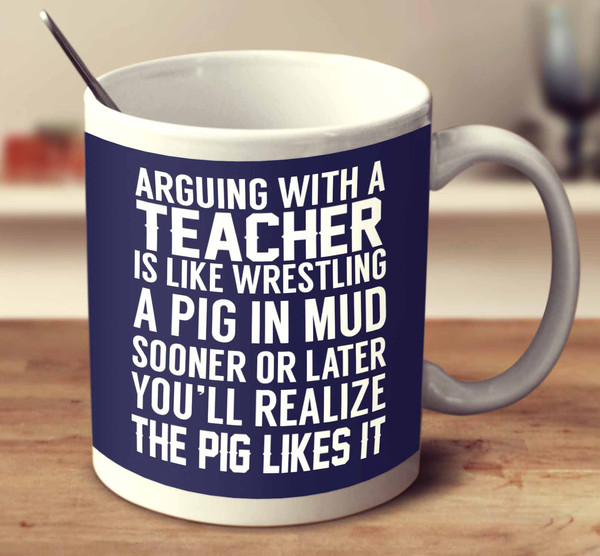 ARGUING WITH A
TEACHER
IS LIKE WRESTLING
A PIG IN MUD
SOONER OR LATER
YOU'LL REALIZE
THE PIG LIKES IT